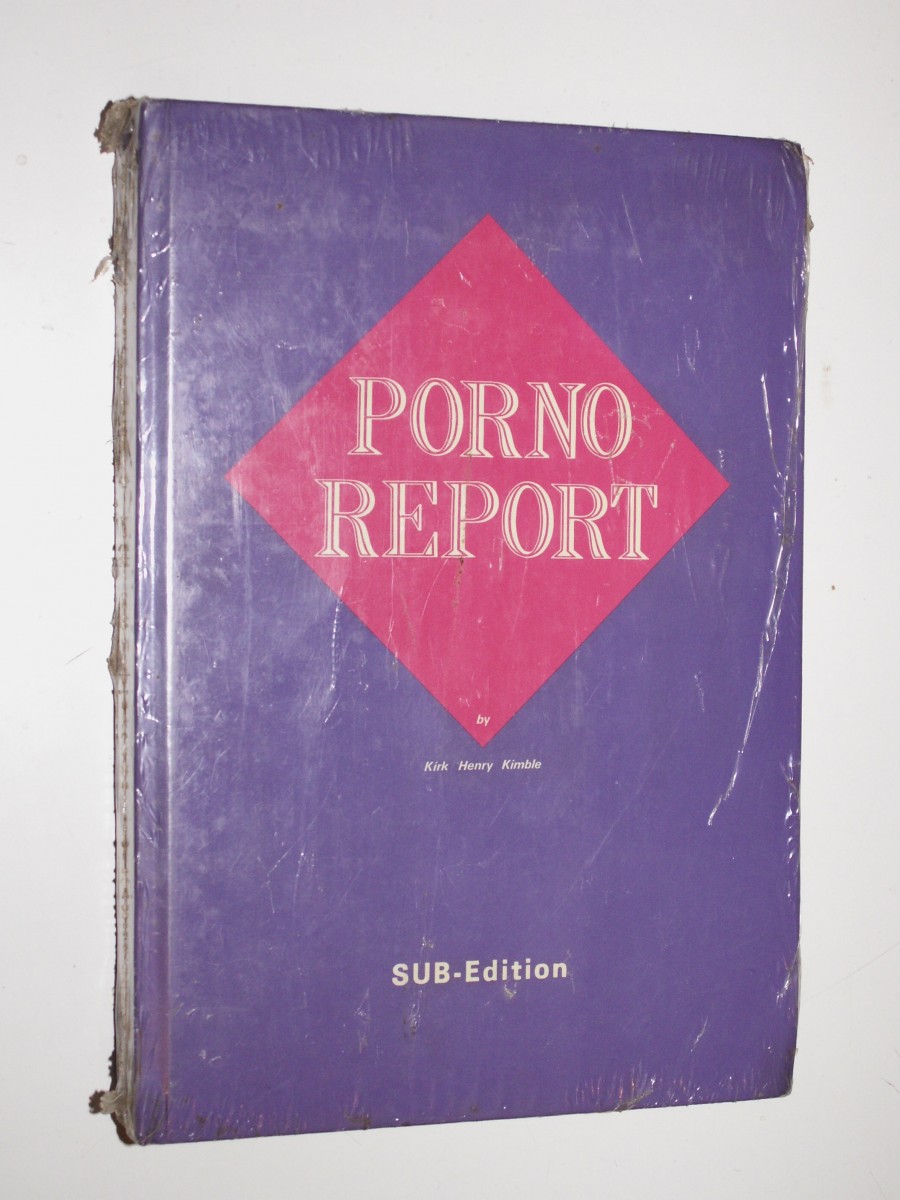 PORNO
REPORT
by
Kirk Henry Kimble
SUB-Edition